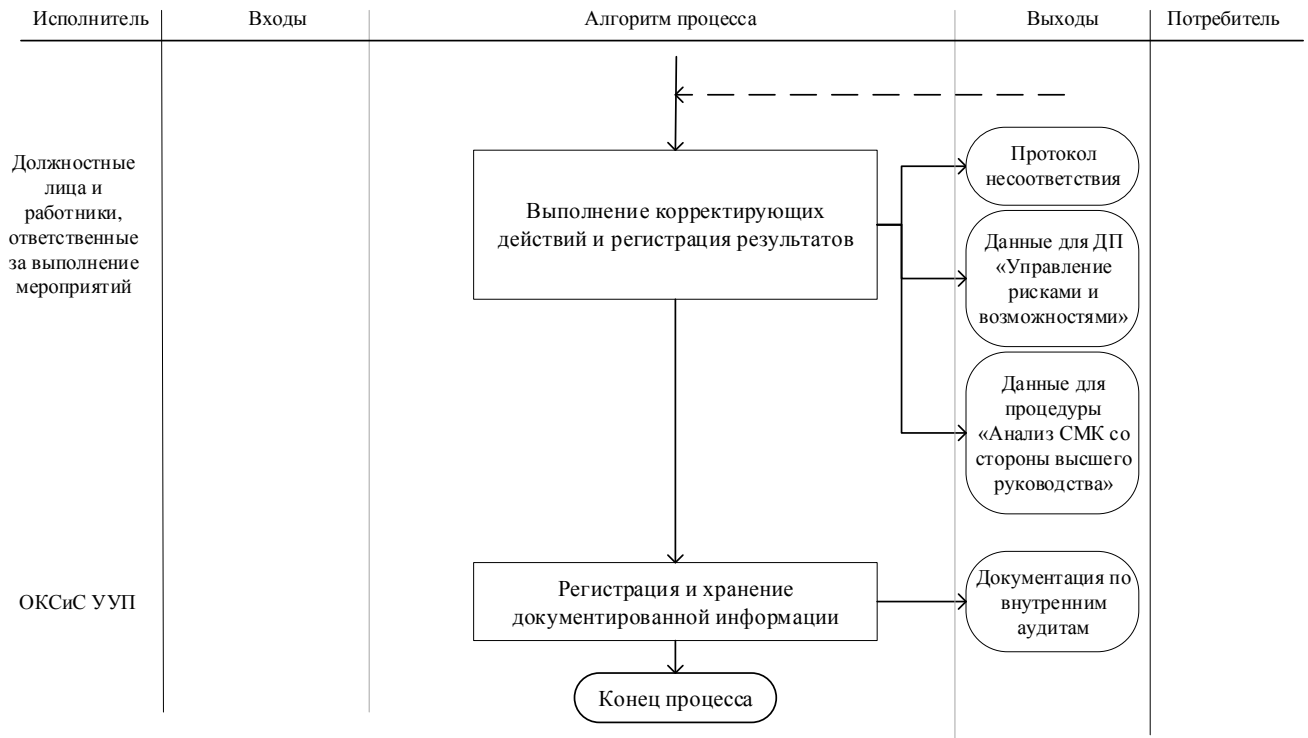 Исполнитель
Входы
Алгоритм процесса
Выходы
Потребитель
Должностные
лица и
работники,
ответственные
за выполнение
мероприятий
Выполнение корректирующих
действий и регистрация результатов
Протокол
несоответствия
Данные для ДП
«Управление
рисками и
возможностями»
Данные для
процедуры
«Анализ СМК со
стороны высшего
руководства»
ОКСиС УУП
Регистрация и хранение
документированной информации
Документация по
внутренним
аудитам
Конец процесса